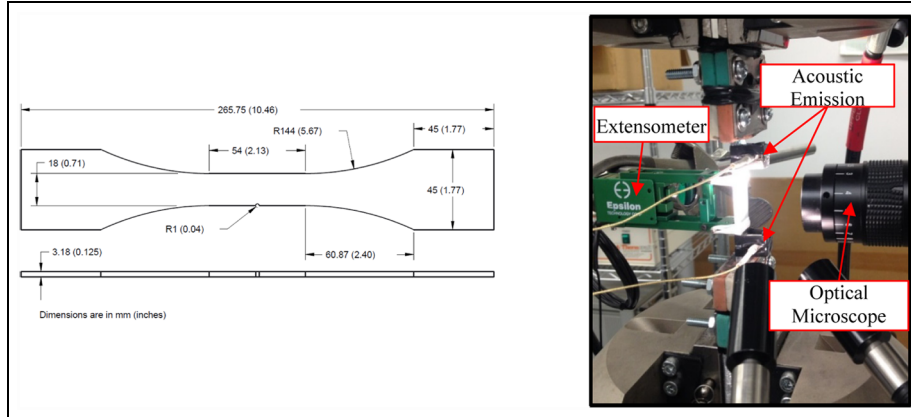 265.75 (10.46)
R144 (5.67)
45 (1.77)
54 (2.13)
18 (0.71)
45 (1.77)
R1 (0.04)
3.18 (0.125)
60.87 (2.40)
Dimensions are in mm (inches)
Acoustic
Emission
Extensometer
Epsilon
Optical
Microscope